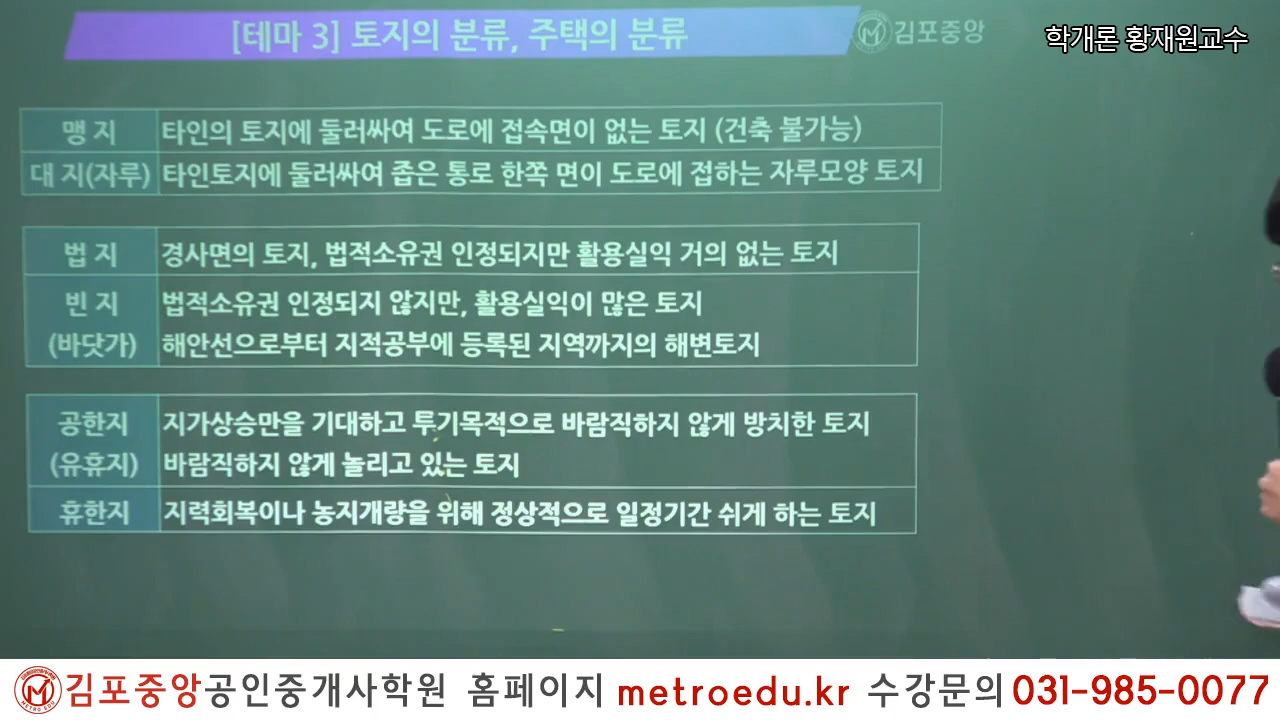 [테마 3] 토지의 분류, 주택의 분류
김포중앙
학개론 황재원교수
맹 지 타인의 토지에 둘러싸여 도로에 접속면이 없는 토지 (건축 불가능)
대 지(자루) 타인토지에 둘러싸여 좁은 통로 한쪽 면이 도로에 접하는 자루모양 토지
법 지 경사면의 토지, 법적소유권 인정되지만 활용실익 거의 없는 토지
빈 지 법적소유권 인정되지 않지만, 활용실익이 많은 토지
(바닷가) 해안선으로부터 지적공부에 등록된 지역까지의 해변토지
공한지 지가상승만을 기대하고 투기목적으로 바람직하지 않게 방치한 토지
(유휴지) 바람직하지 않게 놀리고 있는 토지
휴한지 지력회복이나 농지개량을 위해 정상적으로 일정기간 쉬게 하는 토지
METRO EDU 김포중앙공인중개사학원 홈페이지 metroedu.kr 수강문의 031-985-0077